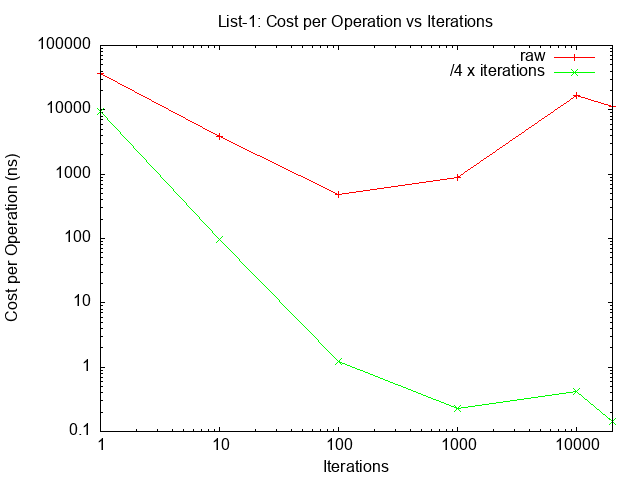 List-1: Cost per Operation vs Iterations
raw
/4 x iterations
100000
10000
1000
100
10
1
0.1
Cost per Operation (ns)
1 10 100 1000 10000
Iterations